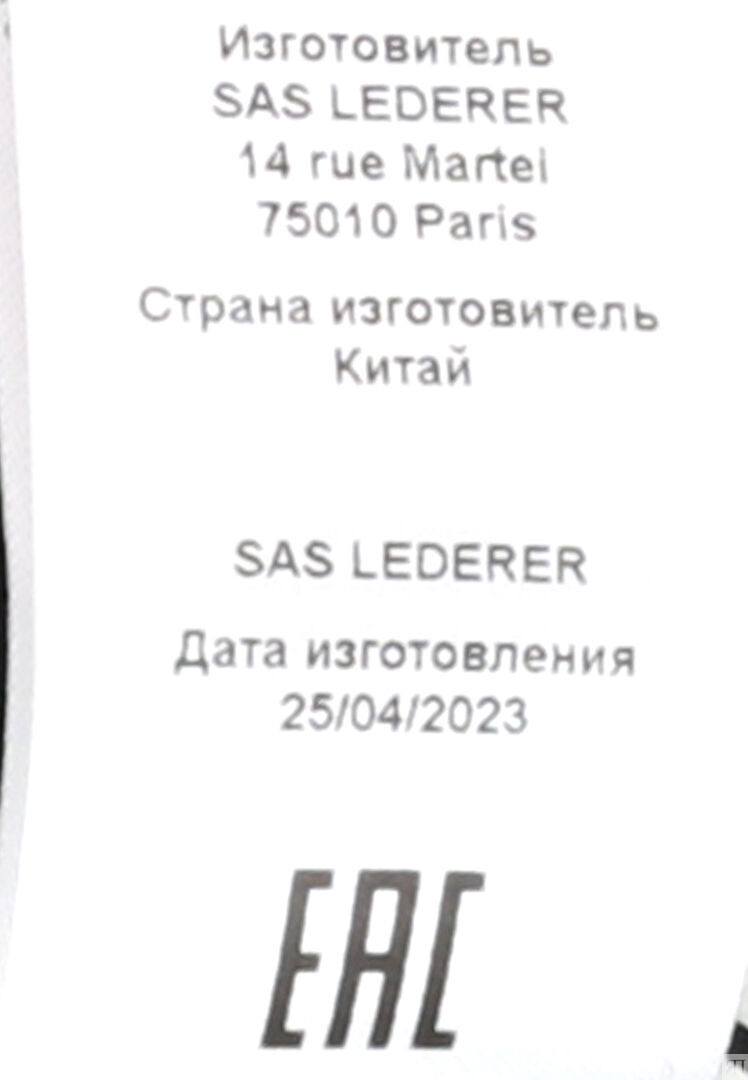 Изготовитель
SAS LEDERER
14 rue Martel
75010 Paris
Страна изготовитель
Китай
SAS LEDERER
Дата изготовления
25/04/2023
EAC